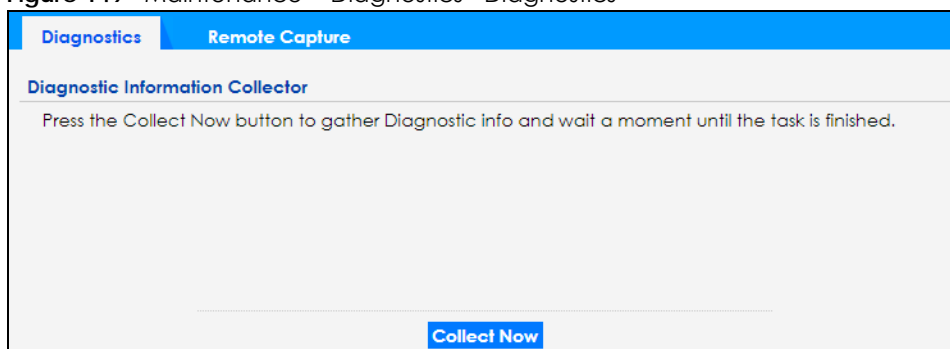 Diagnostics Remote Capture
Diagnostic Information Collector
Press the Collect Now button to gather Diagnostic info and wait a moment until the task is finished.
Collect Now